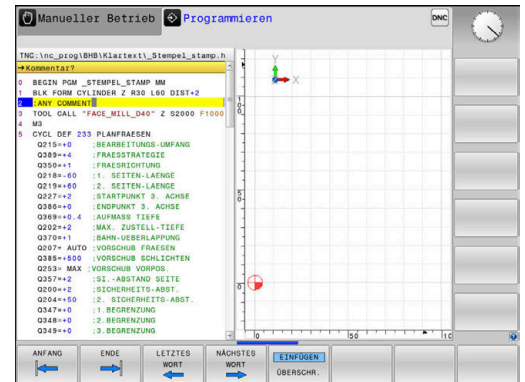 Manueller Betrieb
Programmieren
DNC
TNC:\nc_prog\BHB\Klartext\_Stempel_stamp.h
→Kommentar?
0 BEGIN PGM _STEMPEL_STAMP MM
1 BLK FORM CYLINDER Z R30 L60 DIST+2
2 ;ANY COMMENT
3 TOOL CALL "FACE_MILL_D40" Z S2000 F1000
4 M3
5 CYCL DEF 233 PLANFRAESEN
Q215=+0 ;BEARBEITUNGS-UMFANG
Q389=+4 ;FRAESSTRATEGIE
Q350=+1 ;FRAESRICHTUNG
Q218=-60 ;1. SEITEN-LAENGE
Q219=+60 ;2. SEITEN-LAENGE
Q227=+2 ;STARTPUNKT 3. ACHSE
Q386=+0 ;ENDPUNKT 3. ACHSE
Q369=+0.4 ;AUFMASS TIEFE
Q202=+2 ;MAX. ZUSTELL-TIEFE
Q370=+1 ;BAHN-UEBERLAPPUNG
Q207= AUTO ;VORSCHUB FRAESEN
Q385=+500 ;VORSCHUB SCHLICHTEN
Q253= MAX ;VORSCHUB VORPOS.
Q357=+2 ;SI.-ABSTAND SEITE
Q200=+2 ;SICHERHEITS-ABST.
Q204=+50 ;2. SICHERHEITS-ABST.
Q347=+0 ;1.BEGRENZUNG
Q348=+0 ;2.BEGRENZUNG
Q349=+0 ;3.BEGRENZUNG
Y
X
0
50
ANFANG
ENDE
LETZTES
WORT
NÄCHSTES
WORT
EINFÜGEN
ÜBERSCHR.